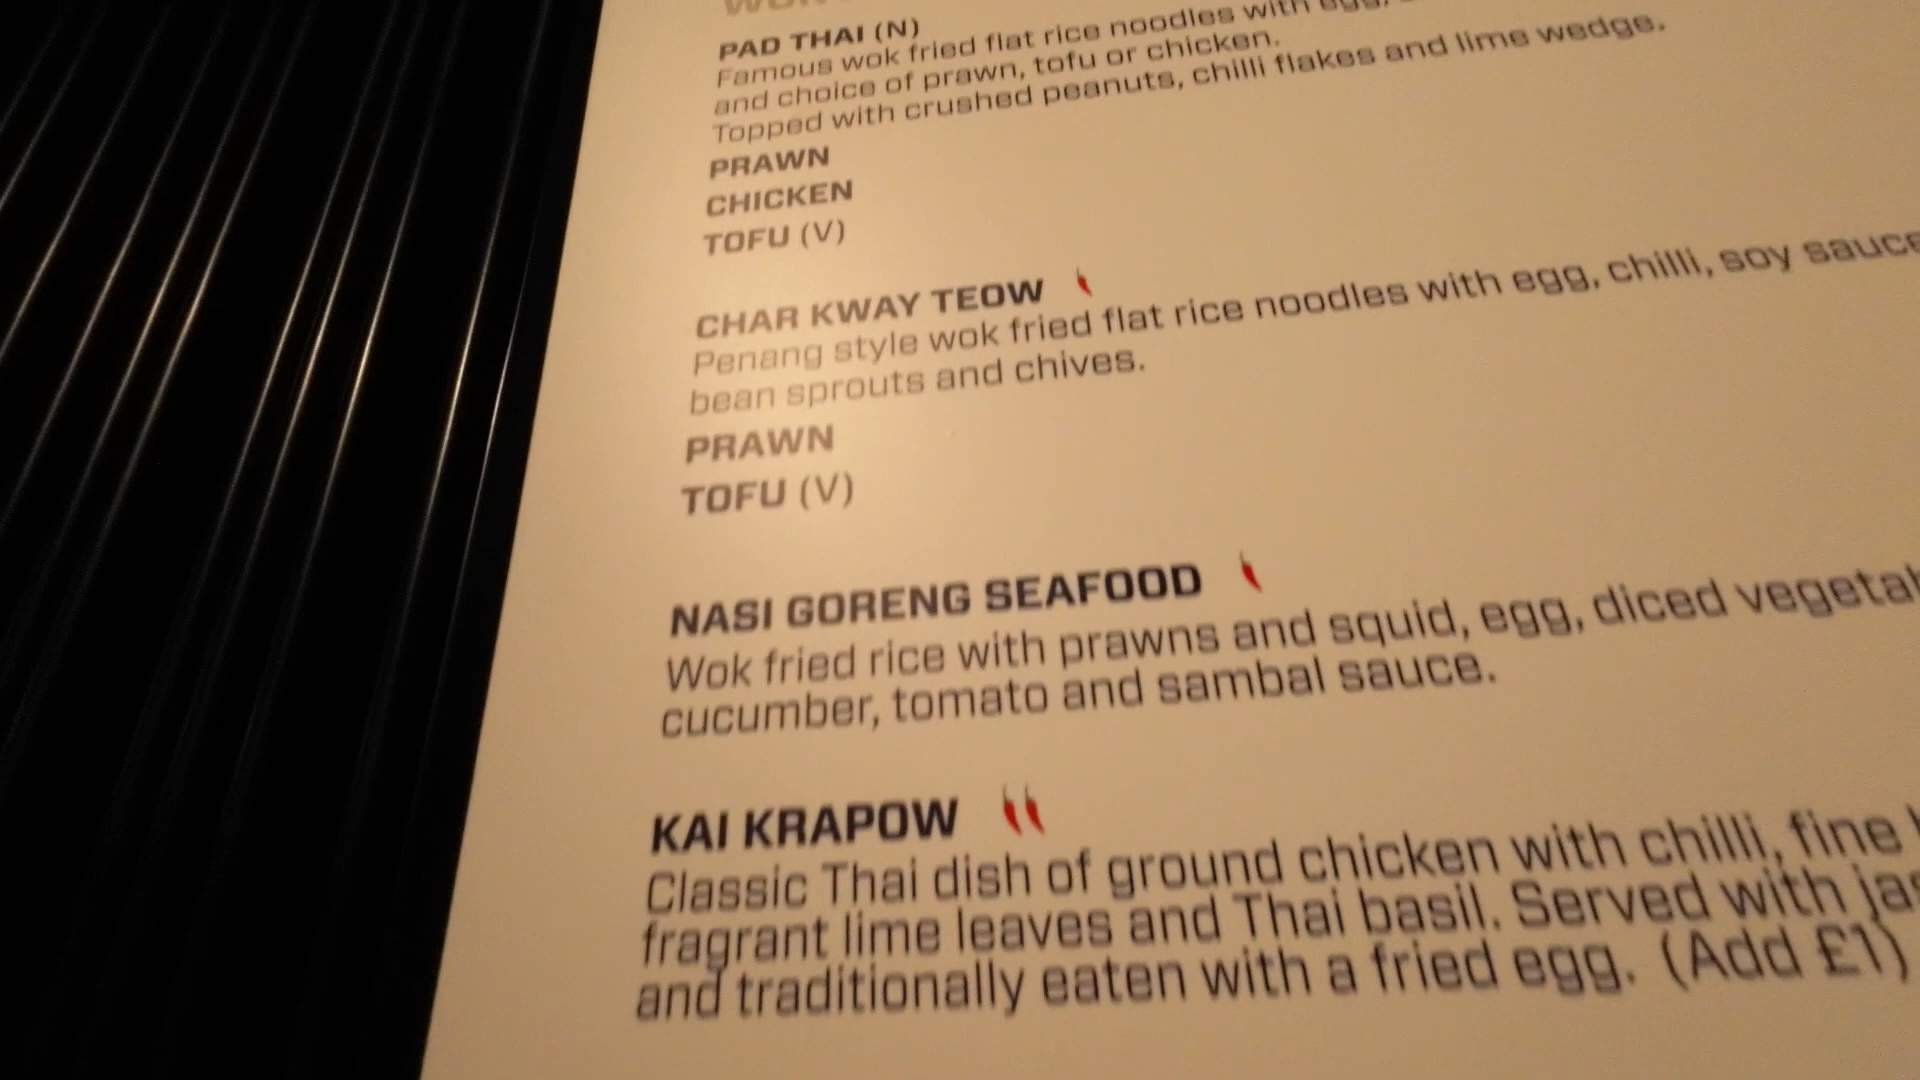 PAD THAI (N)
Famous wok fried flat rice noodles with egg,
and choice of prawn, tofu or chicken.
Topped with crushed peanuts, chilli flakes and lime wedge.
PRAWN
CHICKEN
TOFU (V)
CHAR KWAY TEOW
Penang style wok fried flat rice noodles with egg, chilli, soy sauce
bean sprouts and chives.
PRAWN
TOFU (V)
NASI GORENG SEAFOOD
Wok fried rice with prawns and squid, egg, diced
cucumber, tomato and sambal sauce.
KAI KRAPOW
Classic Thai dish of ground chicken with chilli, fine
fragrant lime leaves and Thai basil. Served with
and traditionally eaten with a fried egg. (Add £1)